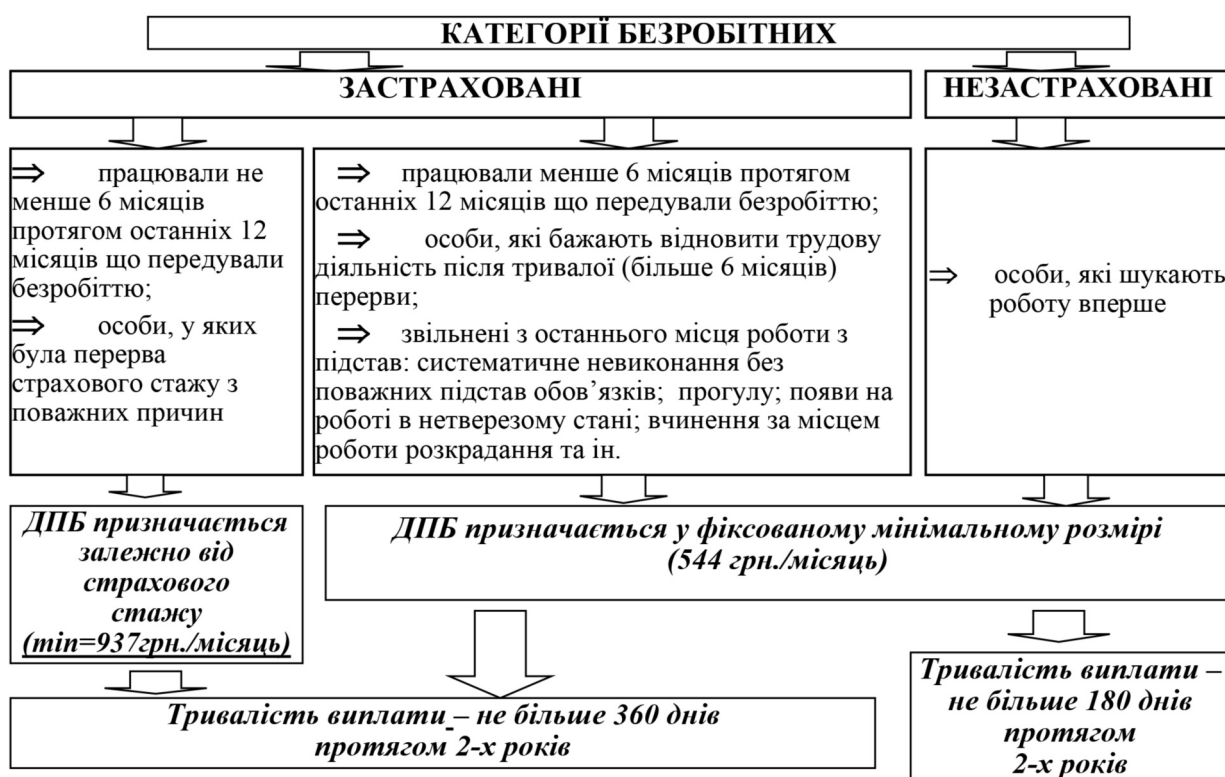 КАТЕГОРІЇ БЕЗРОБІТНИХ
ЗАСТРАХОВАНІ
НЕЗАСТРАХОВАНІ
⇒ працювали не
менше 6 місяців
протягом останніх 12
місяців що передували
безробіттю;
⇒ особи, у яких
була перерва
страхового стажу з
поважних причин
⇒ працювали менше 6 місяців протягом
останніх 12 місяців що передували безробіттю;
⇒ особи, які бажають відновити трудову
діяльність після тривалої (більше 6 місяців)
перерви;
⇒ звільнені з останнього місця роботи з
підстав: систематичне невиконання без
поважних підстав обов’язків; прогулу; появи на
роботі в нетверезому стані; вчинення за місцем
роботи розкрадання та ін.
⇒ особи, які шукають
роботу вперше
ДПБ призначається
залежно від
страхового
стажу
(min=937грн./місяць)
ДПБ призначається у фіксованому мінімальному розмірі
(544 грн./місяць)
Тривалість виплати – не більше 360 днів
протягом 2-х років
Тривалість виплати –
не більше 180 днів
протягом
2-х років